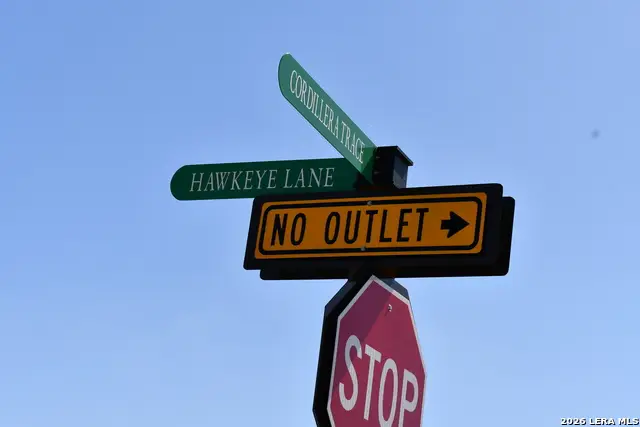 CORDILLERA TRACE
HAWKEYE LANE
NO OUTLET
STOP
2026 LERA MLS